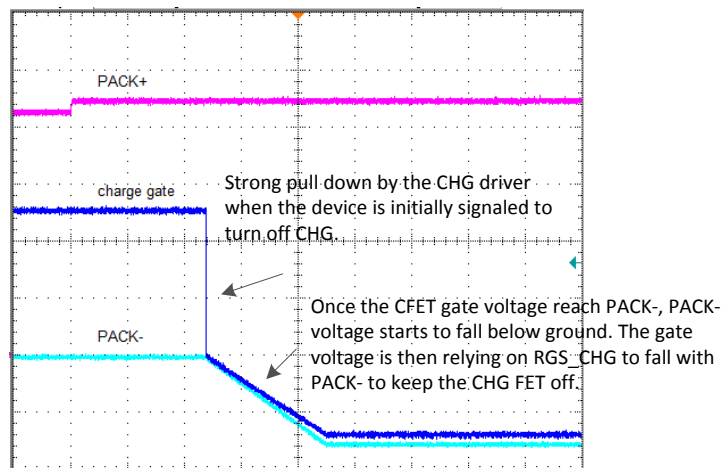 PACK+
charge gate
Strong pull down by the CHG driver
when the device is initially signaled to
turn off CHG.
Once the CFET gate voltage reach PACK-, PACK-
voltage starts to fall below ground. The gate
voltage is then relying on RGS_CHG to fall with
PACK- to keep the CHG FET off.
PACK-